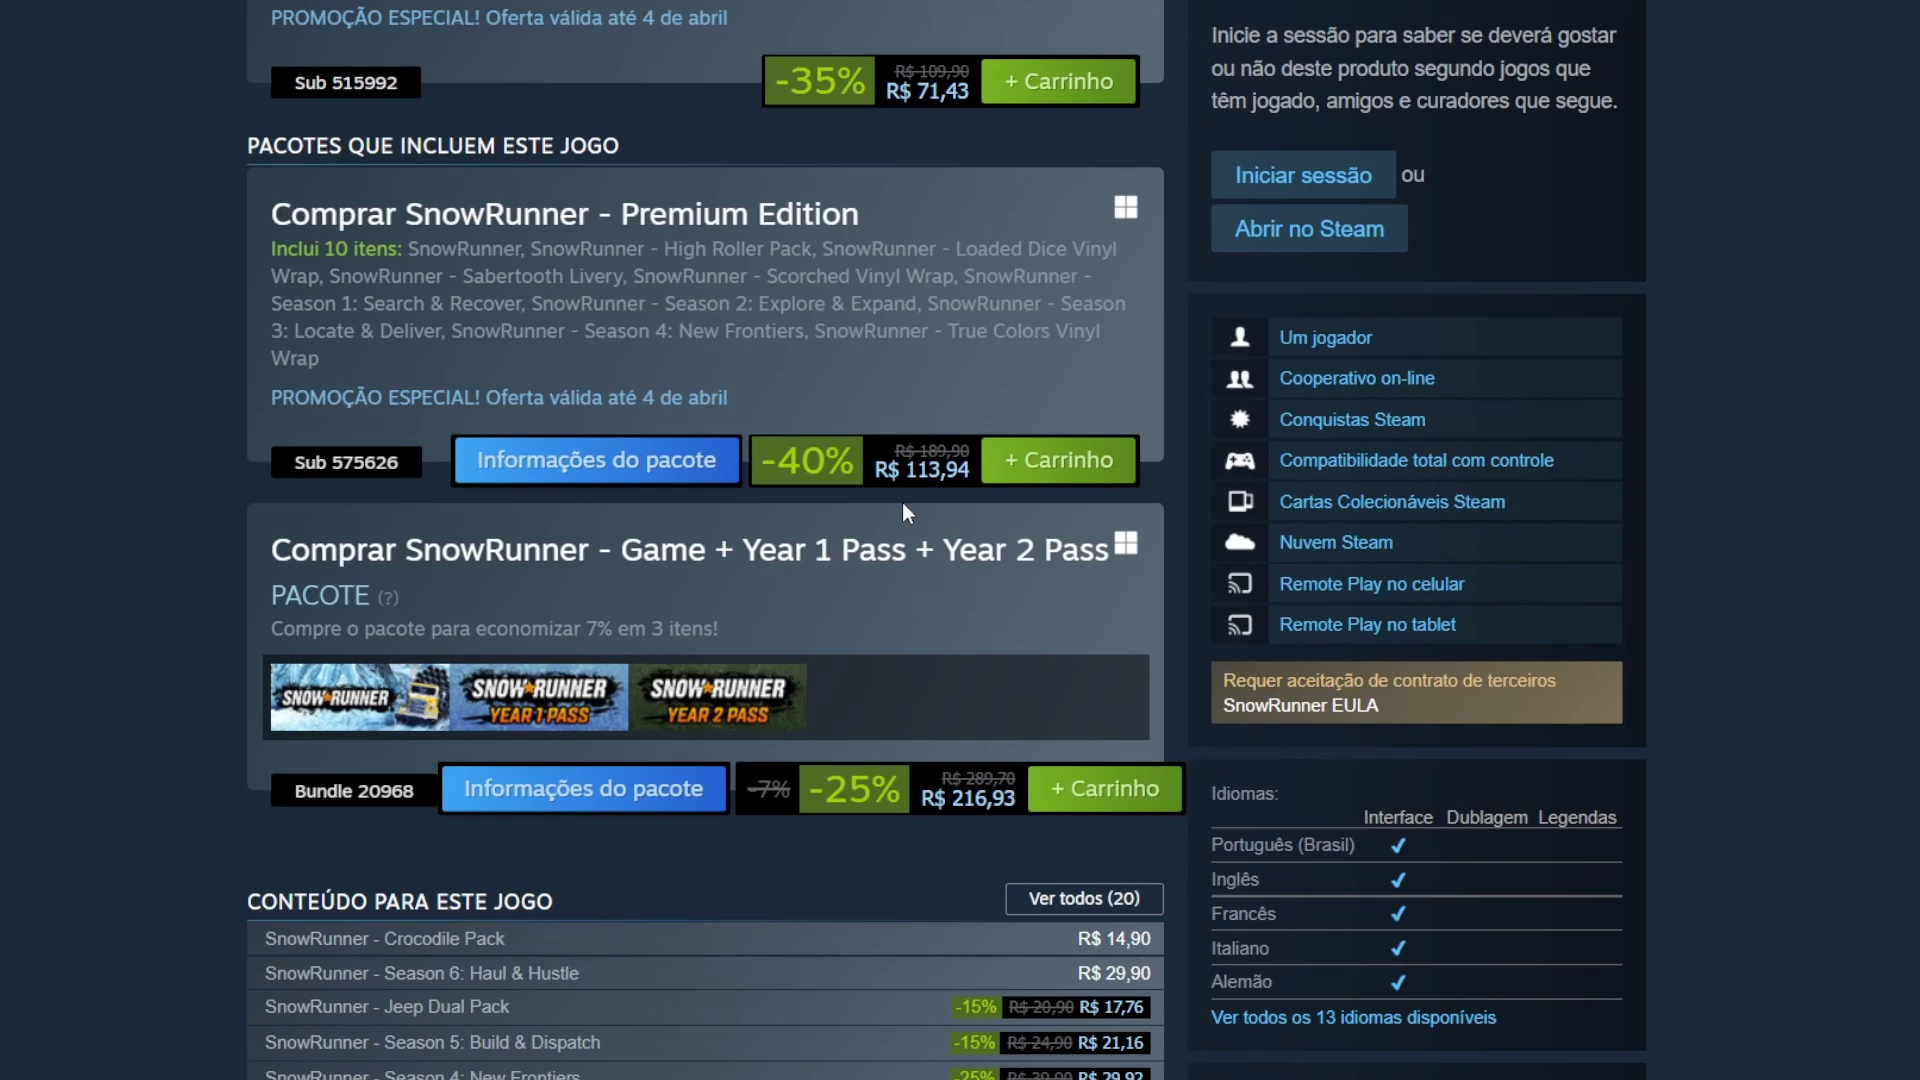 PROMOÇÃO ESPECIAL! Oferta válida até 4 de abril
Sub 515992
-35%
R$ 109,90
R$ 71,43
+ Carrinho
PACOTES QUE INCLUEM ESTE JOGO
Comprar SnowRunner - Premium Edition
Inclui 10 itens: SnowRunner, SnowRunner - High Roller Pack, SnowRunner - Loaded Dice Vinyl
Wrap, SnowRunner - Sabertooth Livery, SnowRunner - Scorched Vinyl Wrap, SnowRunner -
Season 1: Search & Recover, SnowRunner - Season 2: Explore & Expand, SnowRunner - Season
3: Locate & Deliver, SnowRunner - Season 4: New Frontiers, SnowRunner - True Colors Vinyl
Wrap
PROMOÇÃO ESPECIAL! Oferta válida até 4 de abril
Sub 575626
Informações do pacote
-40%
R$ 189,90
R$ 113,94
+ Carrinho
Comprar SnowRunner - Game + Year 1 Pass + Year 2 Pass
PACOTE (?)
Compre o pacote para economizar 7% em 3 itens!
SNOWRUNNER
SNOWRUNNER
YEAR 1 PASS
SNOWRUNNER
YEAR 2 PASS
Bundle 20968
Informações do pacote
-7%
-25%
R$ 289,70
R$ 216,93
+ Carrinho
CONTEÚDO PARA ESTE JOGO
Ver todos (20)
SnowRunner - Crocodile Pack R$ 14,90
SnowRunner - Season 6: Haul & Hustle R$ 29,90
SnowRunner - Jeep Dual Pack -15% R$ 20,90 R$ 17,76
SnowRunner - Season 5: Build & Dispatch -15% R$ 24,90 R$ 21,16
SnowRunner - Season 4: New Frontiers -25% R$ 39,90 R$ 29,92
Inicie a sessão para saber se deverá gostar
ou não deste produto segundo jogos que
têm jogado, amigos e curadores que segue.
Iniciar sessão ou
Abrir no Steam
Um jogador
Cooperativo on-line
Conquistas Steam
Compatibilidade total com controle
Cartas Colecionáveis Steam
Nuvem Steam
Remote Play no celular
Remote Play no tablet
Requer aceitação de contrato de terceiros
SnowRunner EULA
Idiomas:
Interface Dublagem Legendas
Português (Brasil) ✓
Inglês ✓
Francês ✓
Italiano ✓
Alemão ✓
Ver todos os 13 idiomas disponíveis